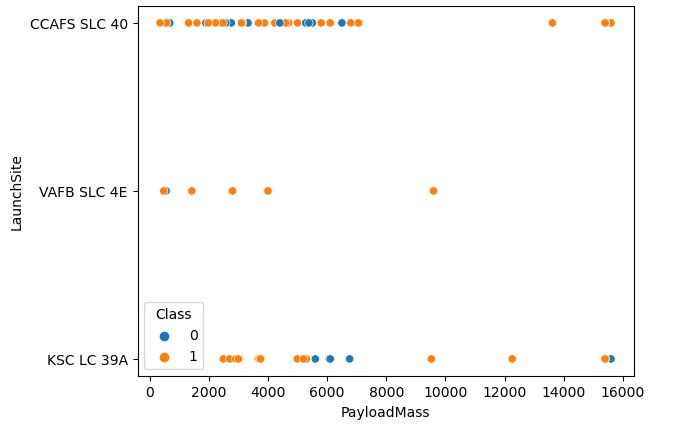 CCAFS SLC 40
VAFB SLC 4E
KSC LC 39A
LaunchSite
Class
0
1
0 2000 4000 6000 8000 10000 12000 14000 16000
PayloadMass